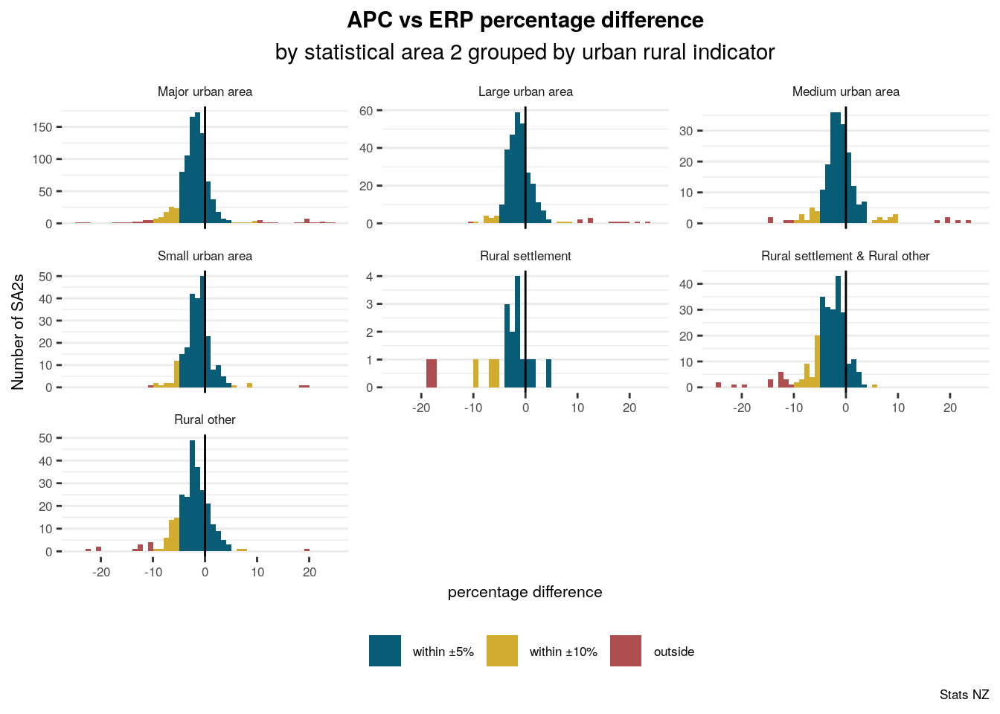 APC vs ERP percentage difference
by statistical area 2 grouped by urban rural indicator
Major urban area
Large urban area
Medium urban area
150
100
50
0
60
40
20
0
30
20
10
0
Small urban area
Rural settlement
Rural settlement & Rural other
Number of SA2s
50
40
30
20
10
0
4
3
2
1
0
-20 -10 0 10 20
40
30
20
10
0
-20 -10 0 10 20
Rural other
50
40
30
20
10
0
-20 -10 0 10 20
percentage difference
within ±5% within ±10% outside
Stats NZ